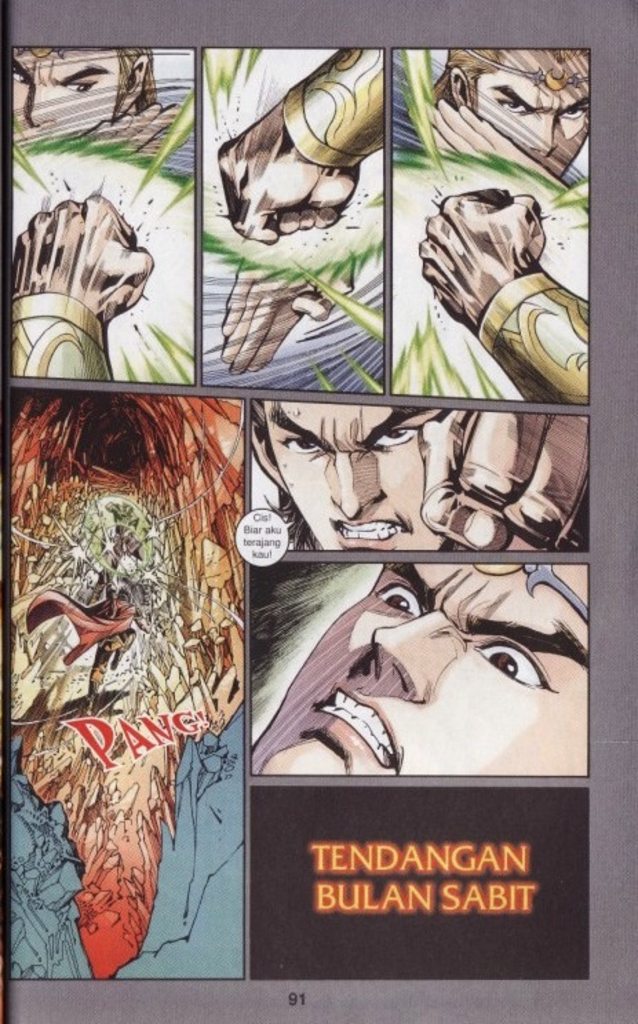 Cis!
Biar aku
terajang
kau!
PANG!
TENDANGAN
BULAN SABIT
91